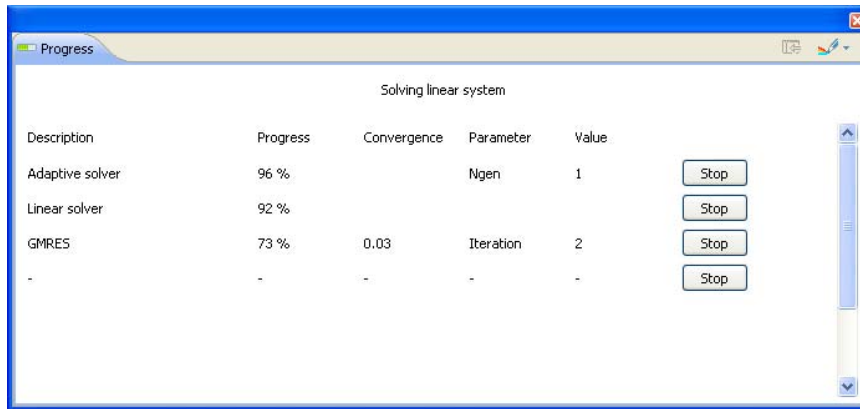 Progress
Solving linear system
Description Progress Convergence Parameter Value
Adaptive solver 96 % Ngen 1 Stop
Linear solver 92 % Stop
GMRES 73 % 0.03 Iteration 2 Stop
- - - - - Stop